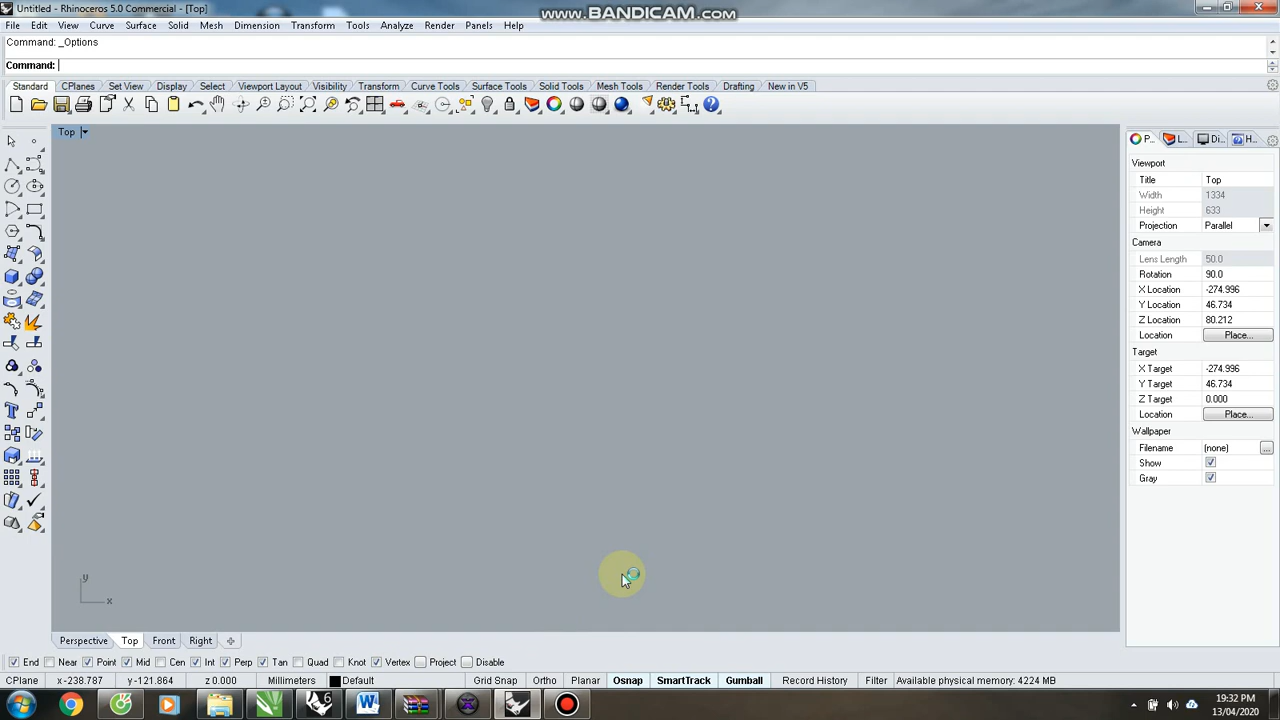 Untitled - Rhinoceros 5.0 Commercial - [Top]
www.BANDICAM.com
File Edit View Curve Surface Solid Mesh Dimension Transform Tools Analyze Render Panels Help
Command: _Options
Command:
Standard CPlanes Set View Display Select Viewport Layout Visibility Transform Curve Tools Surface Tools Solid Tools Mesh Tools Render Tools Drafting New in V5
Top
P... L... Di... H...
Viewport
Title Top
Width 1334
Height 633
Projection Parallel
Camera
Lens Length 50.0
Rotation 90.0
X Location -274.996
Y Location 46.734
Z Location 80.212
Location Place...
Target
X Target -274.996
Y Target 46.734
Z Target 0.000
Location Place...
Wallpaper
Filename (none) ...
Show
Gray
y
x
Perspective Top Front Right
End Near Point Mid Cen Int Perp Tan Quad Knot Vertex Project Disable
CPlane x -238.787 y -121.864 z 0.000 Millimeters Default Grid Snap Ortho Planar Osnap SmartTrack Gumball Record History Filter Available physical memory: 4224 MB
19:32 PM
13/04/2020